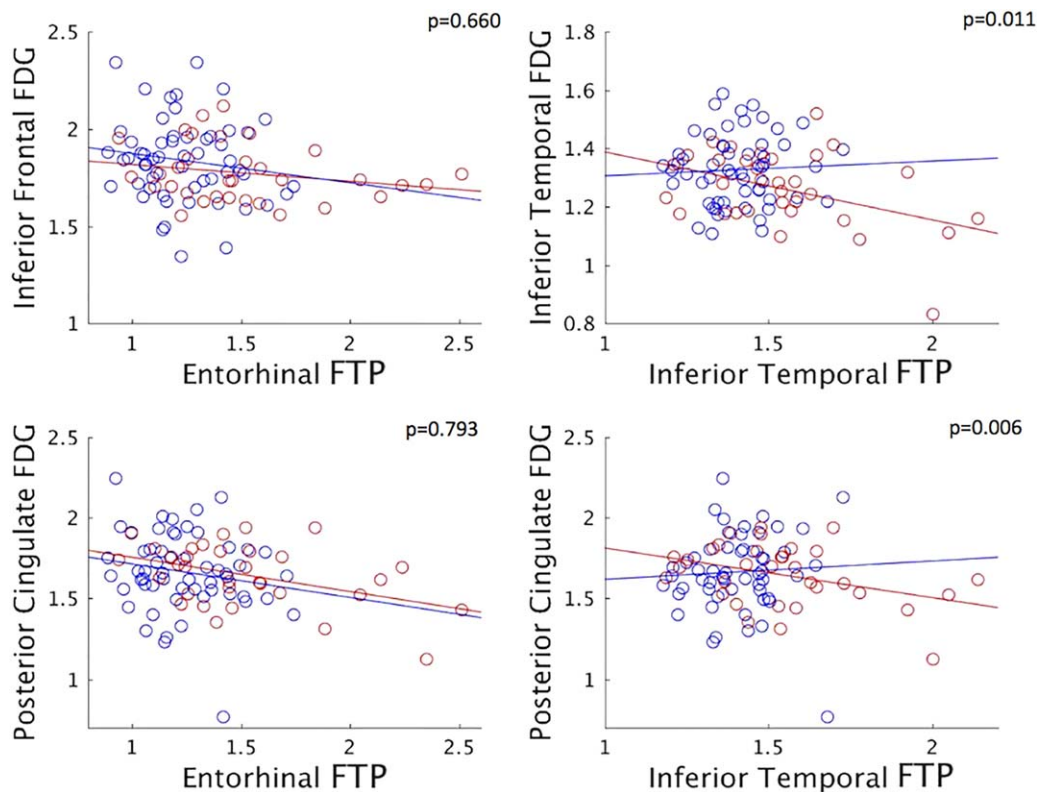 p=0.660
2.5
2
1.5
1
Inferior Frontal FDG
1
1.5
2
2.5
Entorhinal FTP
p=0.011
1.8
1.6
1.4
1.2
1
0.8
Inferior Temporal FDG
1
1.5
2
Inferior Temporal FTP
p=0.793
2.5
2
1.5
1
Posterior Cingulate FDG
1
1.5
2
2.5
Entorhinal FTP
p=0.006
2.5
2
1.5
1
Posterior Cingulate FDG
1
1.5
2
Inferior Temporal FTP